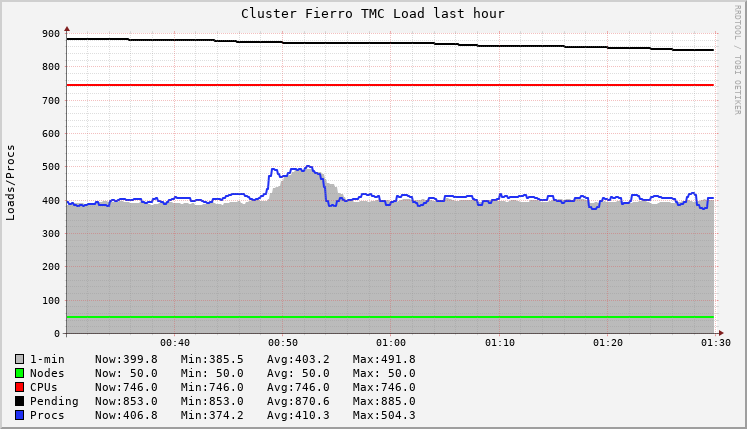 Cluster Fierro TMC Load last hour
RRDTOOL / TOBI OETIKER
Loads/Procs
900
800
700
600
500
400
300
200
100
0
00:40 00:50 01:00 01:10 01:20 01:30
1-min Now:399.8 Min:385.5 Avg:403.2 Max:491.8
Nodes Now: 50.0 Min: 50.0 Avg: 50.0 Max: 50.0
CPUs Now:746.0 Min:746.0 Avg:746.0 Max:746.0
Pending Now:853.0 Min:853.0 Avg:870.6 Max:885.0
Procs Now:406.8 Min:374.2 Avg:410.3 Max:504.3